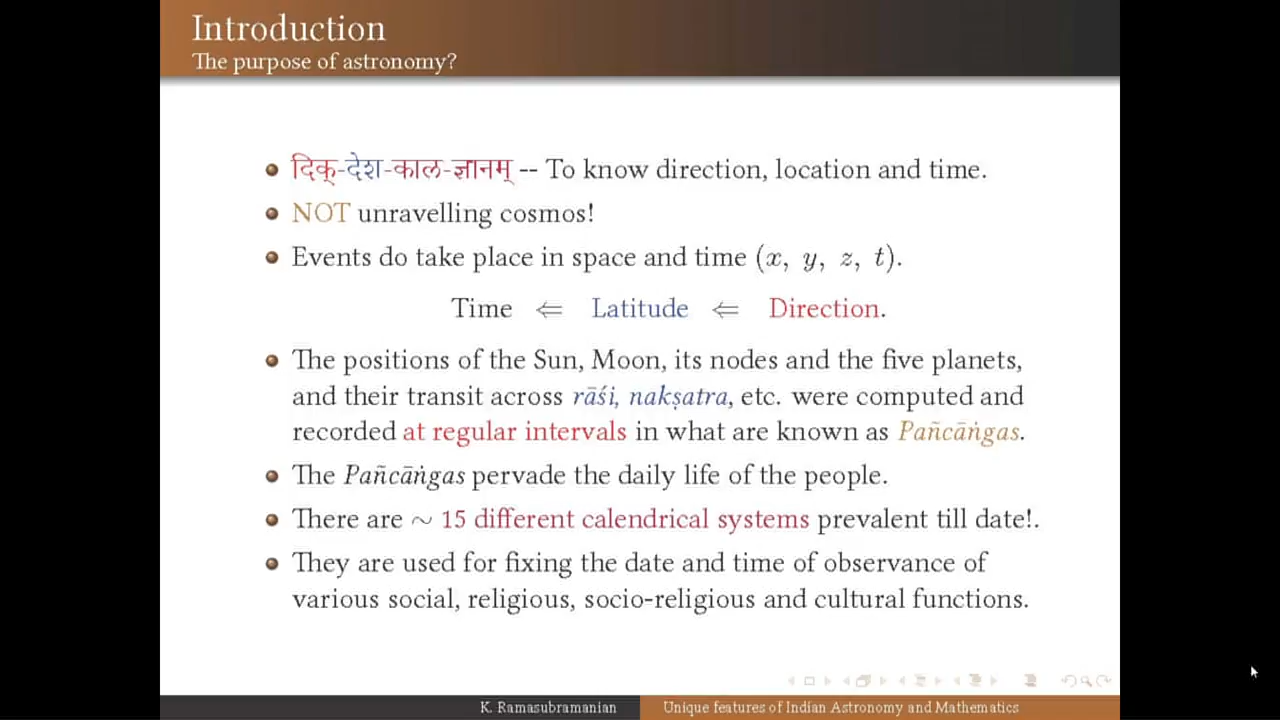 Introduction
The purpose of astronomy?
दिक्-देश-काल-ज्ञानम् -- To know direction, location and time.
NOT unravelling cosmos!
Events do take place in space and time (x, y, z, t).
Time ⇐ Latitude ⇐ Direction.
The positions of the Sun, Moon, its nodes and the five planets,
and their transit across rāśi, nakṣatra, etc. were computed and
recorded at regular intervals in what are known as Pañcāṅgas.
The Pañcāṅgas pervade the daily life of the people.
There are ∼ 15 different calendrical systems prevalent till date!.
They are used for fixing the date and time of observance of
various social, religious, socio-religious and cultural functions.
K. Ramasubramanian
Unique features of Indian Astronomy and Mathematics